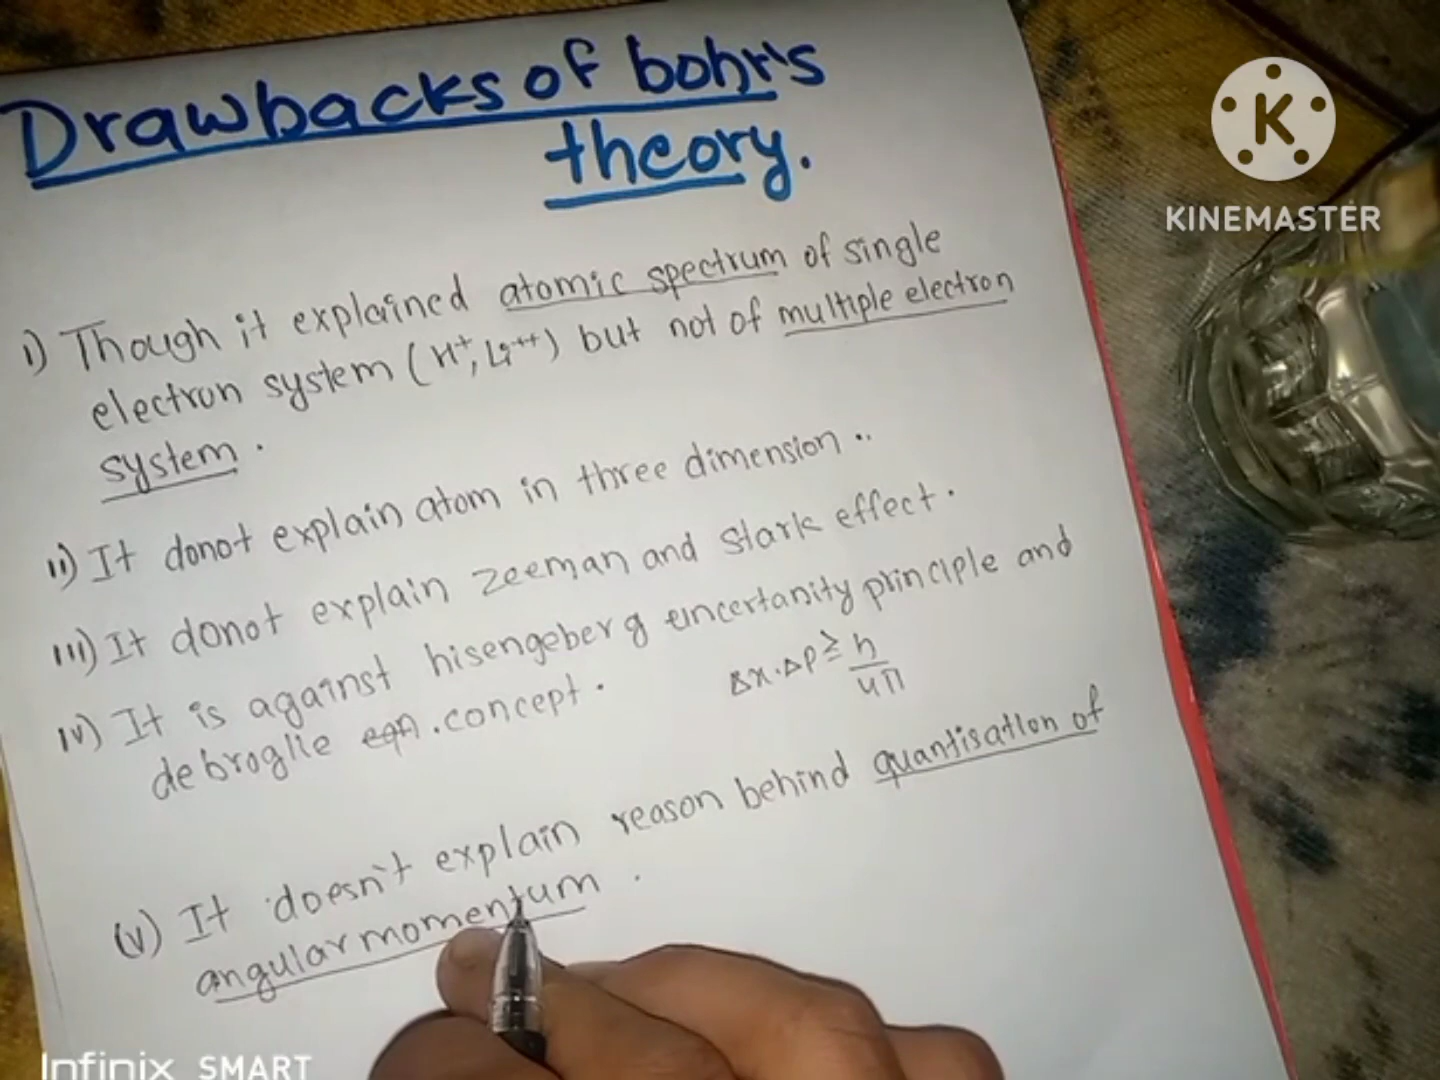 Drawbacks of bohr's
theory.
KINEMASTER
i) Though it explained atomic spectrum of single
electron system (H⁺, Li⁺⁺) but not of multiple electron
system.
ii) It donot explain atom in three dimension..
iii) It donot explain zeeman and stark effect.
iv) It is against hisengeberg uncertanity principle and
debroglie eqn. concept.
Δx.Δp ≥ h/4π
(v) It doesn't explain reason behind quantisation of
angular momentum.
Infinix SMART